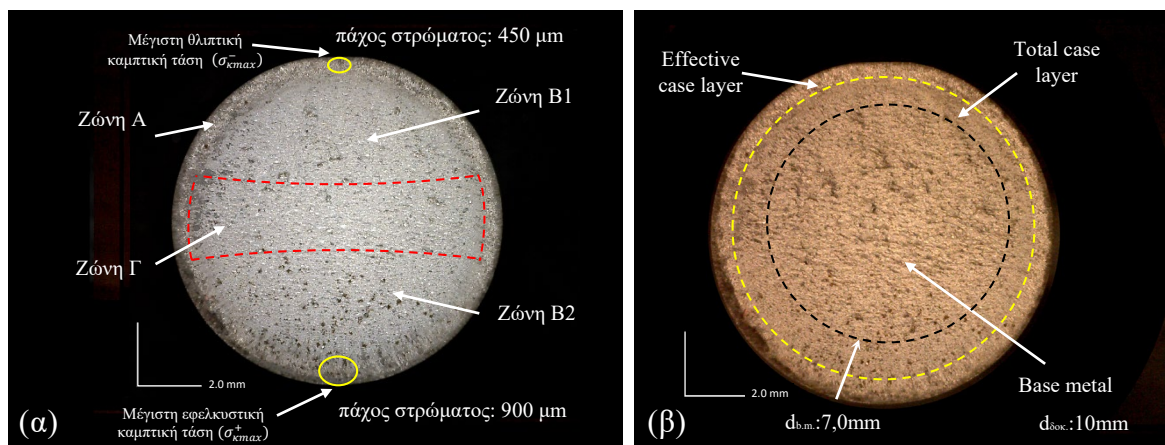 Μέγιστη θλιπτική
καμπτική τάση (σ⁻κmax)
πάχος στρώματος: 450 μm
Ζώνη Α
Ζώνη Β1
Ζώνη Γ
Ζώνη Β2
2.0 mm
(α)
Μέγιστη εφελκυστική
καμπτική τάση (σ⁺κmax)
πάχος στρώματος: 900 μm
Effective
case layer
Total case
layer
2.0 mm
Base metal
(β)
d b.m.:7,0mm
d δοκ.:10mm